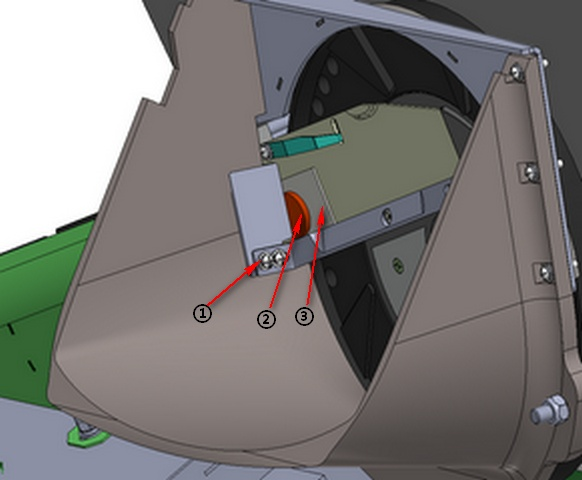 ① ② ③